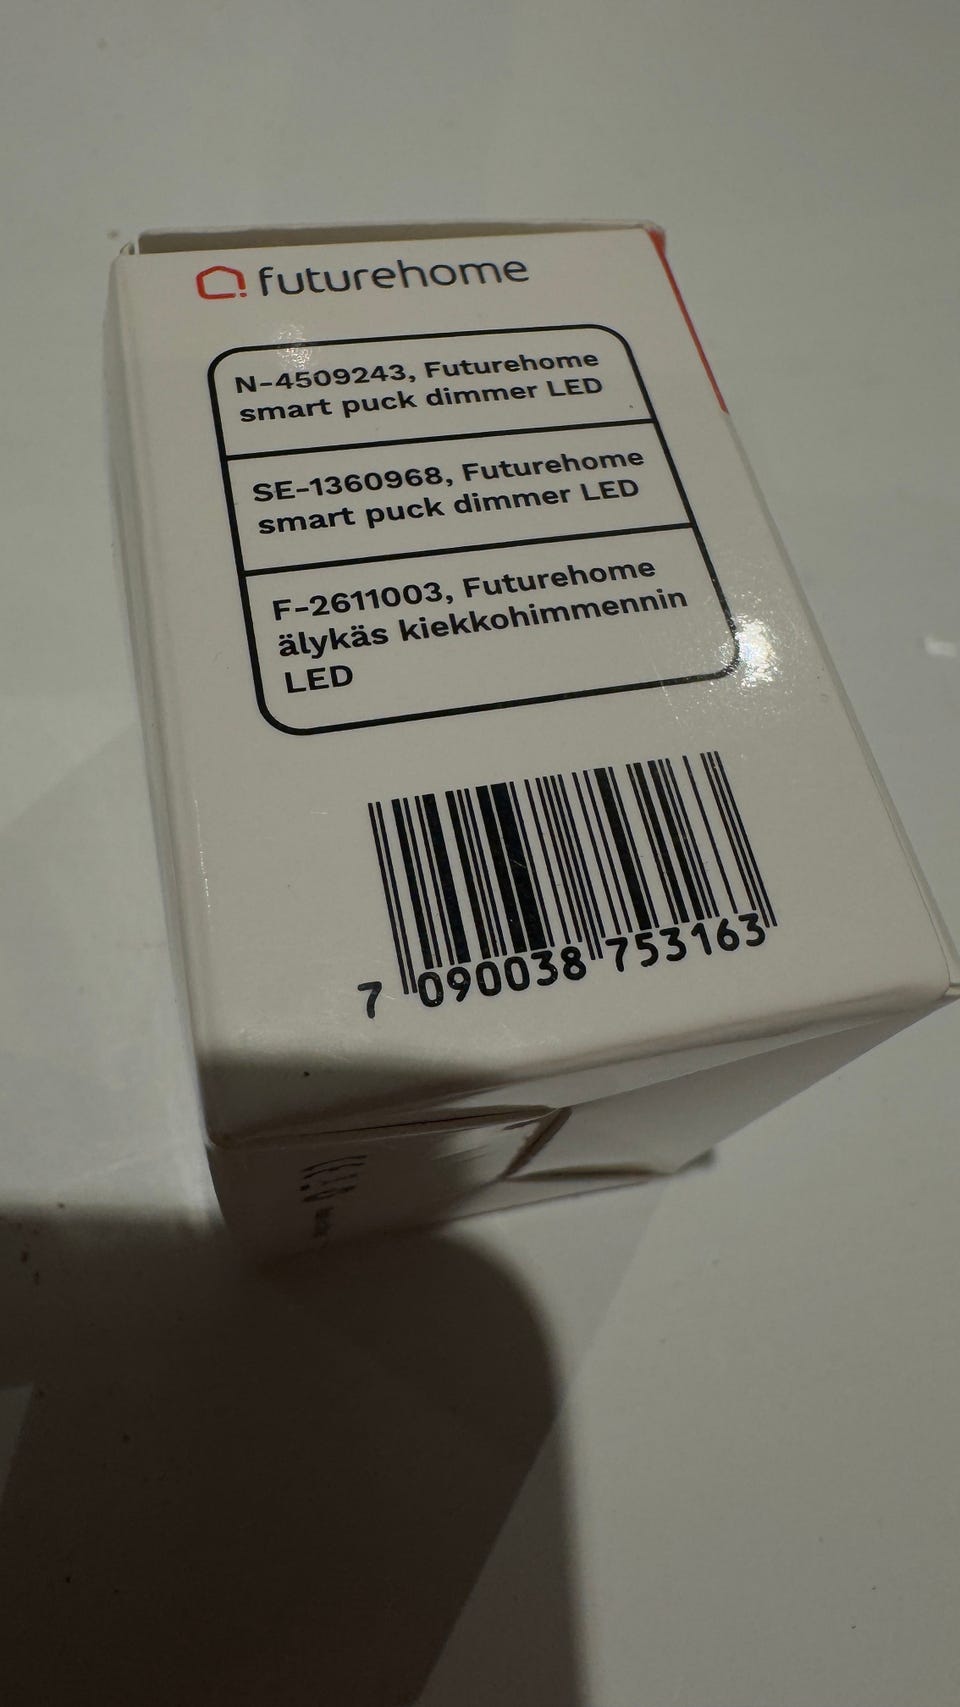 futurehome
N-4509243, Futurehome
smart puck dimmer LED
SE-1360968, Futurehome
smart puck dimmer LED
F-2611003, Futurehome
älykäs kiekkohimmennin
LED
7 090038 753163